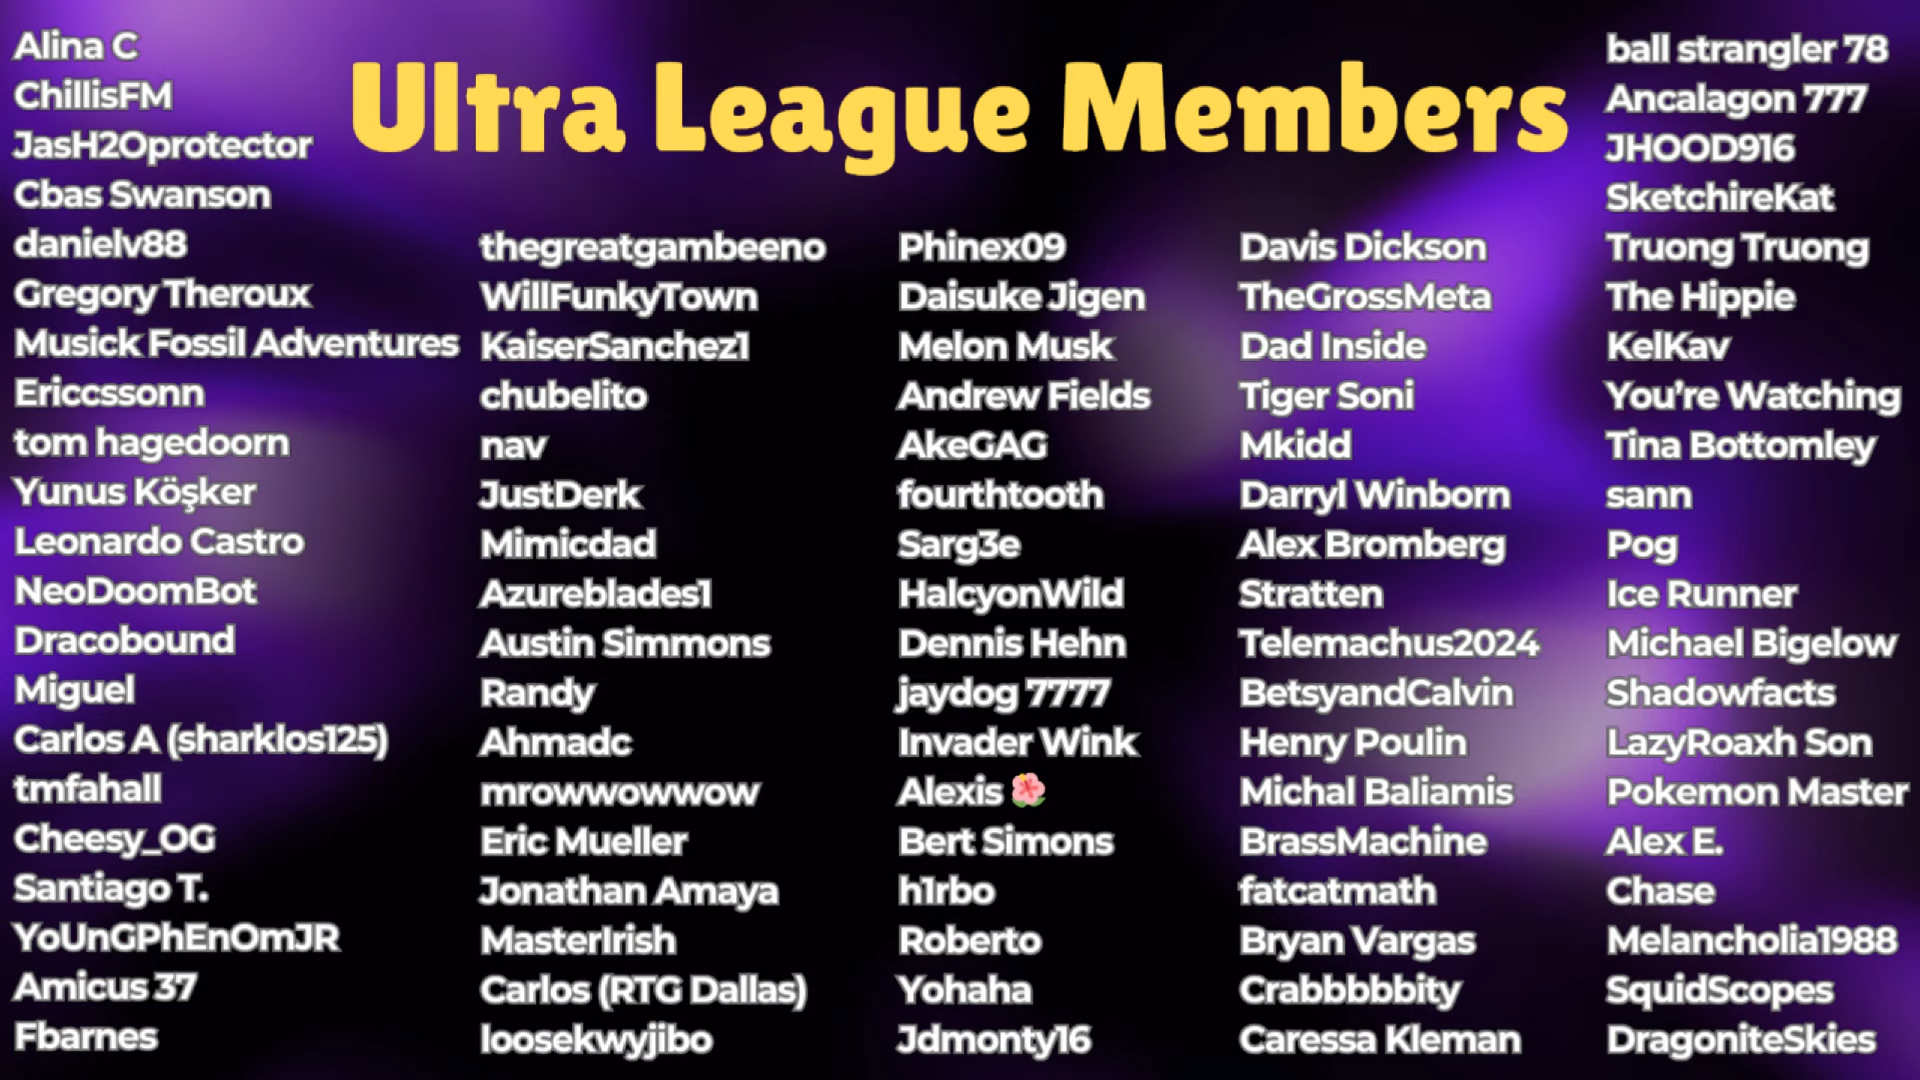 Ultra League Members
Alina C
ChillisFM
JasH2Oprotector
Cbas Swanson
danielv88
Gregory Theroux
Musick Fossil Adventures
Ericcssonn
tom hagedoorn
Yunus Köşker
Leonardo Castro
NeoDoomBot
Dracobound
Miguel
Carlos A (sharklos125)
tmfahall
Cheesy_OG
Santiago T.
YoUnGPhEnOmJR
Amicus 37
Fbarnes
thegreatgambeeno
WillFunkyTown
KaiserSanchez1
chubelito
nav
JustDerk
Mimicdad
Azureblades1
Austin Simmons
Randy
Ahmadc
mrowwowwow
Eric Mueller
Jonathan Amaya
MasterIrish
Carlos (RTG Dallas)
loosekwyjibo
Phinex09
Daisuke Jigen
Melon Musk
Andrew Fields
AkeGAG
fourthtooth
Sarg3e
HalcyonWild
Dennis Hehn
jaydog 7777
Invader Wink
Alexis 🌺
Bert Simons
h1rbo
Roberto
Yohaha
Jdmonty16
Davis Dickson
TheGrossMeta
Dad Inside
Tiger Soni
Mkidd
Darryl Winborn
Alex Bromberg
Stratten
Telemachus2024
BetsyandCalvin
Henry Poulin
Michal Baliamis
BrassMachine
fatcatmath
Bryan Vargas
Crabbbbbity
Caressa Kleman
ball strangler 78
Ancalagon 777
JHOOD916
SketchireKat
Truong Truong
The Hippie
KelKav
You’re Watching
Tina Bottomley
sann
Pog
Ice Runner
Michael Bigelow
Shadowfacts
LazyRoaxh Son
Pokemon Master
Alex E.
Chase
Melancholia1988
SquidScopes
DragoniteSkies